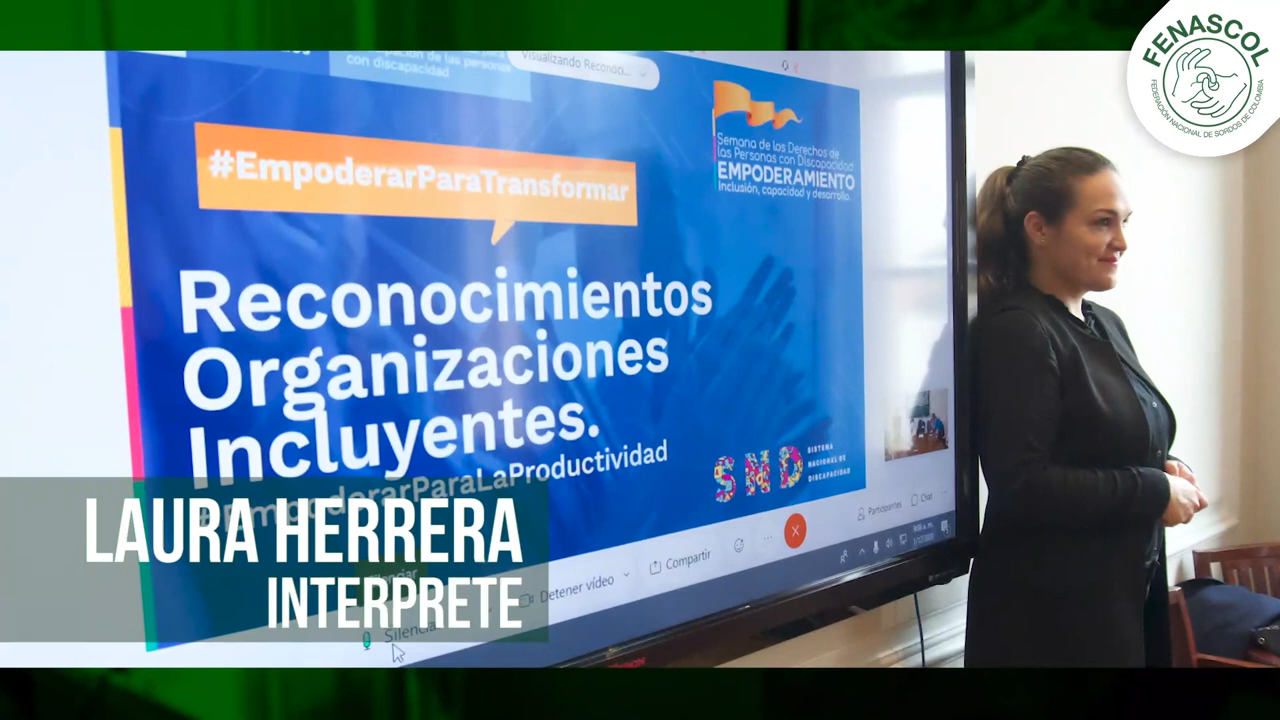 con discapacidad
Visualizando Reconoci...
#EmpoderarParaTransformar
Semana de los Derechos de
las Personas con Discapacidad
EMPODERAMIENTO
Inclusión, capacidad y desarrollo.
Reconocimientos
Organizaciones
Incluyentes.
#EmpoderarParaLaProductividad
SND
SISTEMA
NACIONAL DE
DISCAPACIDAD
Participantes
Chat
Compartir
Detener vídeo
LAURA HERRERA
INTERPRETE
FENASCOL
FEDERACIÓN NACIONAL DE SORDOS DE COLOMBIA